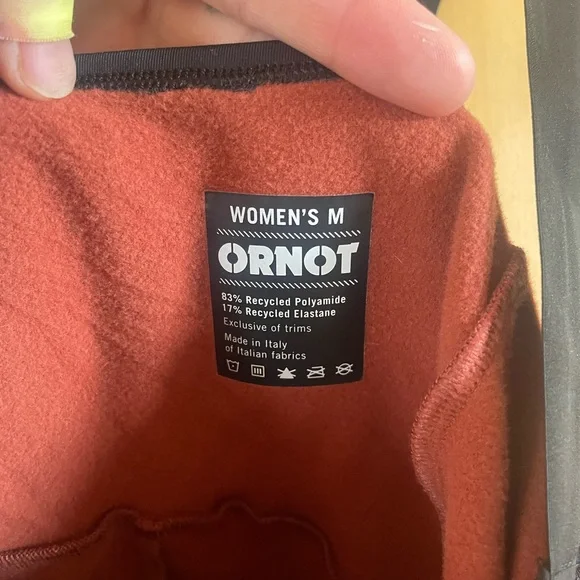 WOMEN'S M
ORNOT
83% Recycled Polyamide
17% Recycled Elastane
Exclusive of trims
Made in Italy
of Italian fabrics